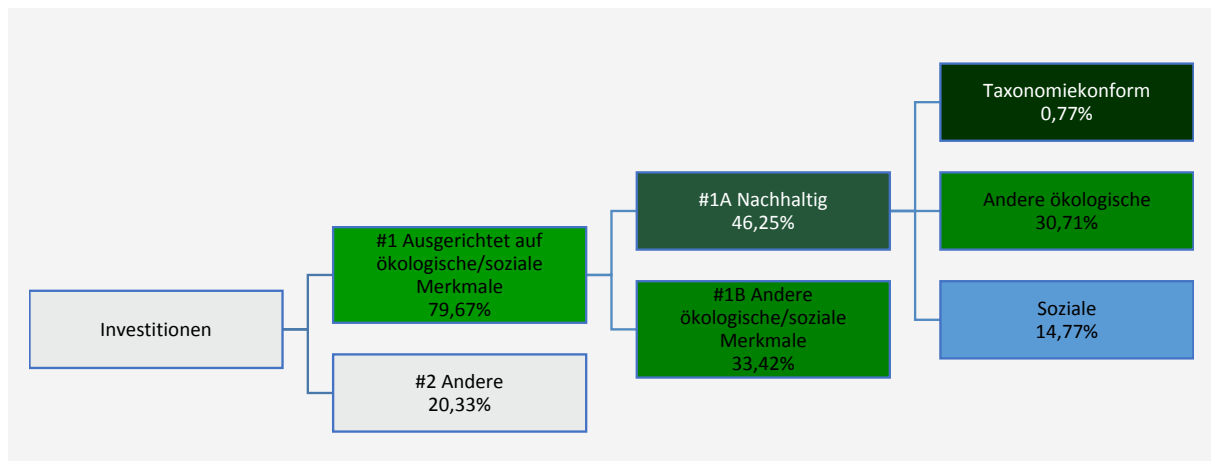 Investitionen
#1 Ausgerichtet auf
ökologische/soziale
Merkmale
79,67%
#2 Andere
20,33%
#1A Nachhaltig
46,25%
#1B Andere
ökologische/soziale
Merkmale
33,42%
Taxonomiekonform
0,77%
Andere ökologische
30,71%
Soziale
14,77%